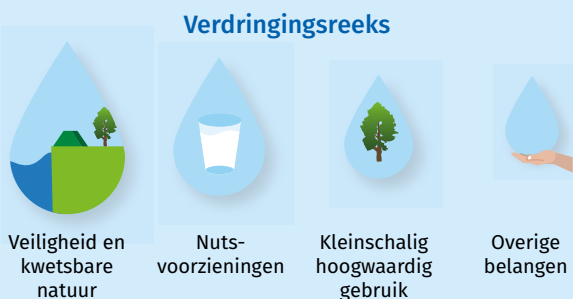 Verdringingsreeks
Veiligheid en
kwetsbare
natuur
Nuts-
voorzieningen
Kleinschalig
hoogwaardig
gebruik
Overige
belangen